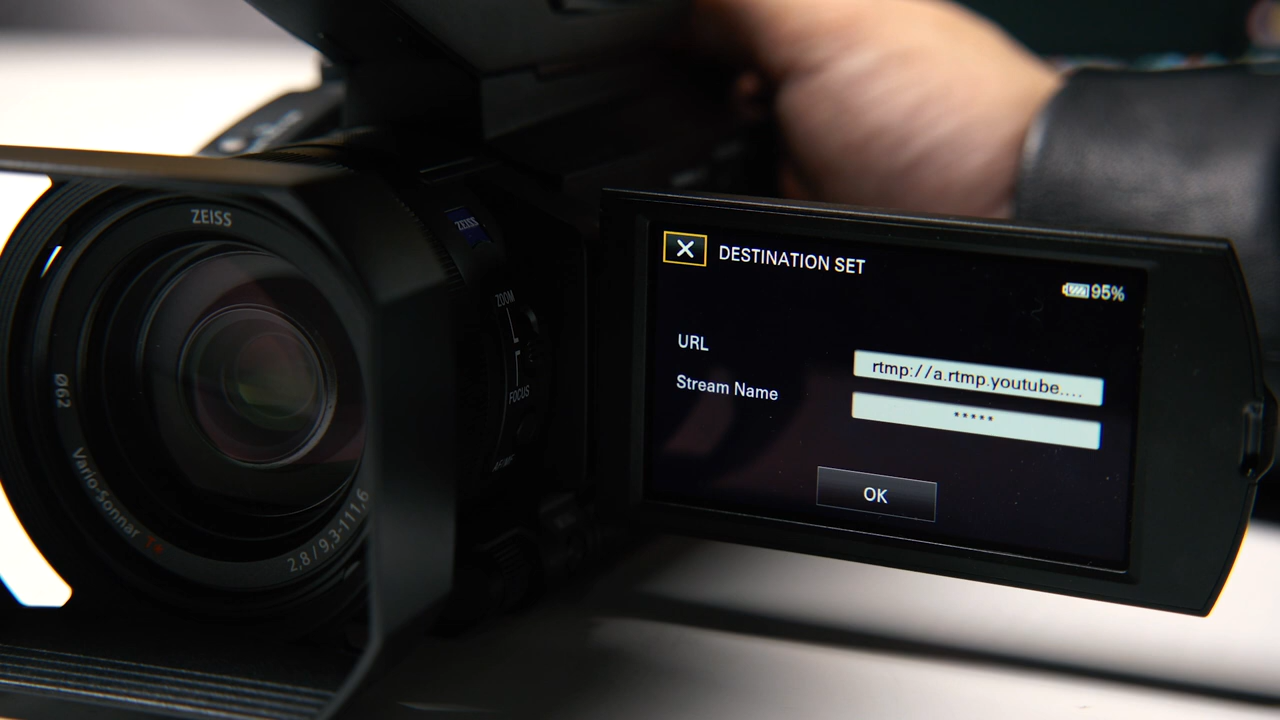 ZEISS
ZEISS
ZOOM
FOCUS
Ø62
Vario-Sonnar T*
2,8 / 9,3-111,6
DESTINATION SET
95%
URL
rtmp://a.rtmp.youtube....
Stream Name
*****
OK